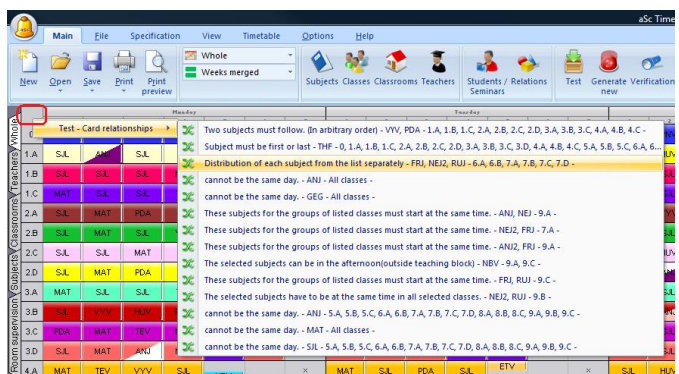 aSc Time
Main File Specification View Timetable Options Help
Whole
Weeks merged
New Open Save Print Print preview Subjects Classes Classrooms Teachers Students / Seminars Relations Test Generate new Verification
Monday Tuesday
Whole
Teachers
Classrooms
Subjects
Room supervision
Test - Card relationships
Two subjects must follow. (In arbitrary order) - VYV, PDA - 1.A, 1.B, 1.C, 2.A, 2.B, 2.C, 2.D, 3.A, 3.B, 3.C, 4.A, 4.B, 4.C -
Subject must be first or last - THF - 0, 1.A, 1.B, 1.C, 2.A, 2.B, 2.C, 2.D, 3.A, 3.B, 3.C, 3.D, 4.A, 4.B, 4.C, 5.A, 5.B, 5.C, 6.A, 6...
Distribution of each subject from the list separately - FRJ, NEJ2, RUJ - 6.A, 6.B, 7.A, 7.B, 7.C, 7.D -
cannot be the same day. - ANJ - All classes -
cannot be the same day. - GEG - All classes -
These subjects for the groups of listed classes must start at the same time. - ANJ, NEJ - 9.A -
These subjects for the groups of listed classes must start at the same time. - NEJ2, FRJ - 7.A -
These subjects for the groups of listed classes must start at the same time. - ANJ2, FRJ - 9.A -
The selected subjects can be in the afternoon(outside teaching block) - NBV - 9.A, 9.C -
These subjects for the groups of listed classes must start at the same time. - FRJ, RUJ - 9.C -
The selected subjects have to be at the same time in all selected classes. - NEJ2, RUJ - 9.B -
cannot be the same day. - ANJ - 5.A, 5.B, 5.C, 6.A, 6.B, 7.A, 7.B, 7.C, 7.D, 8.A, 8.B, 8.C, 9.A, 9.B, 9.C -
cannot be the same day. - MAT - All classes -
cannot be the same day. - SJL - 5.A, 5.B, 5.C, 6.A, 6.B, 7.A, 7.B, 7.C, 7.D, 8.A, 8.B, 8.C, 9.A, 9.B, 9.C -
1.A SJL ANJ SJL
1.B SJL SJL SJL
1.C MAT SJL SJL
2.A SJL MAT PDA
2.B SJL MAT SJL
2.C SJL SJL MAT
2.D SJL MAT PDA
3.A MAT SJL SJL
3.B SJL VYV HUV
3.C PDA MAT TEV
3.D SJL MAT ANJ
4.A MAT TEV VYV SJL × MAT SJL PDA SJL ETV × SJL HUV